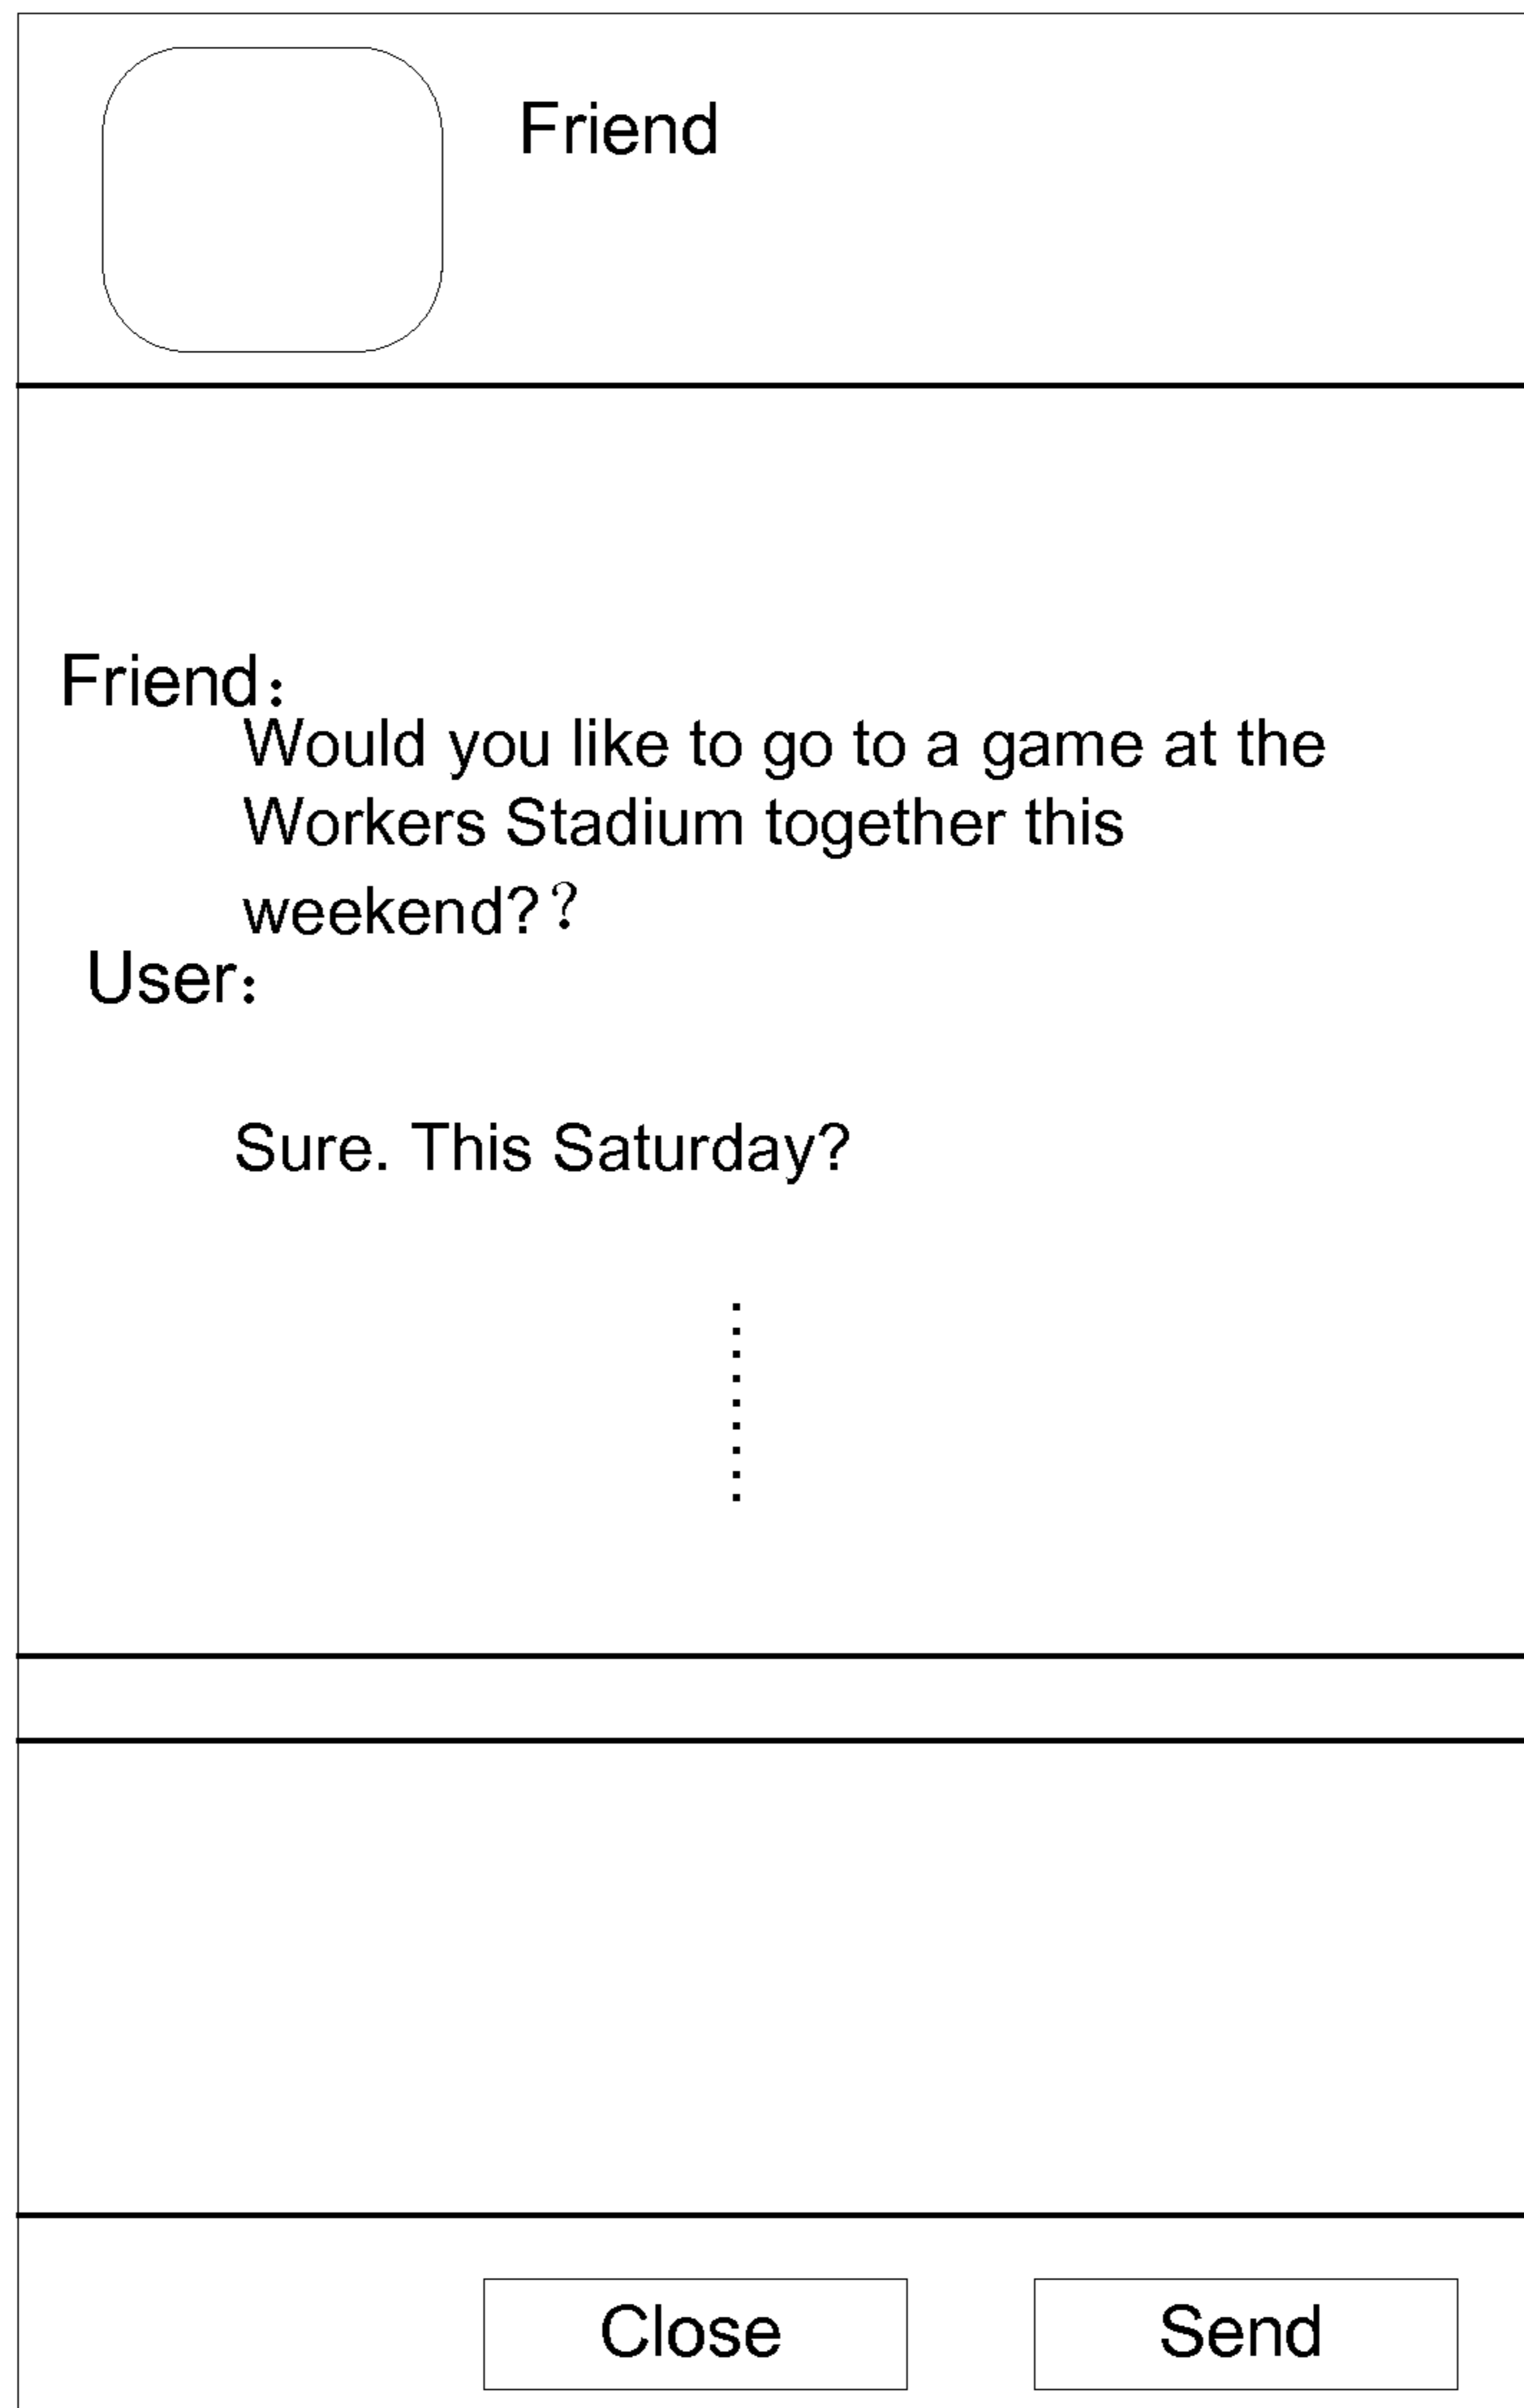 Friend
Friend：
Would you like to go to a game at the
Workers Stadium together this
weekend?？
User：
Sure. This Saturday?
Close
Send